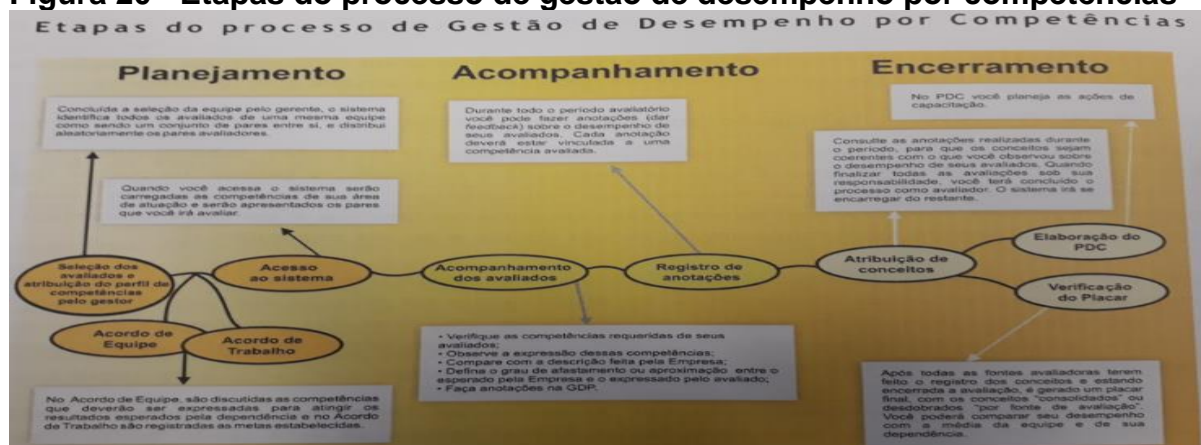 Figura 20 - Etapas do processo de gestão de desempenho por competências
Etapas do processo de Gestão de Desempenho por Competências
Planejamento
Acompanhamento
Encerramento
Concluída a seleção da equipe pelo gerente, o sistema
identifica todos os avaliados de uma mesma equipe
como sendo um conjunto de pares entre si, e distribui
aleatoriamente os pares avaliadores.
Durante todo o período avaliatório
você pode fazer anotações (dar
feedback) sobre o desempenho de
seus avaliados. Cada anotação
deverá estar vinculada a uma
competência avaliada.
No PDC você planeja as ações de
capacitação.
Consulte as anotações realizadas durante
o período, para que os conceitos sejam
coerentes com o que você observou sobre
o desempenho de seus avaliados. Quando
finalizar todas as avaliações sob sua
responsabilidade, você terá concluído o
processo como avaliador. O sistema irá se
encarregar do restante.
Quando você acessa o sistema serão
carregadas as competências de sua área
de atuação e serão apresentados os pares
que você irá avaliar.
Seleção dos
avaliados e
atribuição do perfil de
competências
pelo gestor
Acesso
ao sistema
Acordo de
Equipe
Acordo de
Trabalho
Acompanhamento
dos avaliados
Registro de
anotações
Atribuição de
conceitos
Elaboração do
PDC
Verificação
do Placar
No Acordo de Equipe, são discutidas as competências
que deverão ser expressadas para atingir os
resultados esperados pela dependência e no Acordo
de Trabalho são registradas as metas estabelecidas.
• Verifique as competências requeridas de seus
avaliados;
• Observe a expressão dessas competências;
• Compare com a descrição feita pela Empresa;
• Defina o grau de afastamento ou aproximação entre o
esperado pela Empresa e o expressado pelo avaliado;
• Faça anotações na GDP.
Após todas as fontes avaliadoras terem
feito o registro dos conceitos e estando
encerrada a avaliação, é gerado um placar
final, com os conceitos "consolidados" ou
desdobrados "por fonte de avaliação".
Você poderá comparar seu desempenho
com a média da equipe e de sua
dependência.